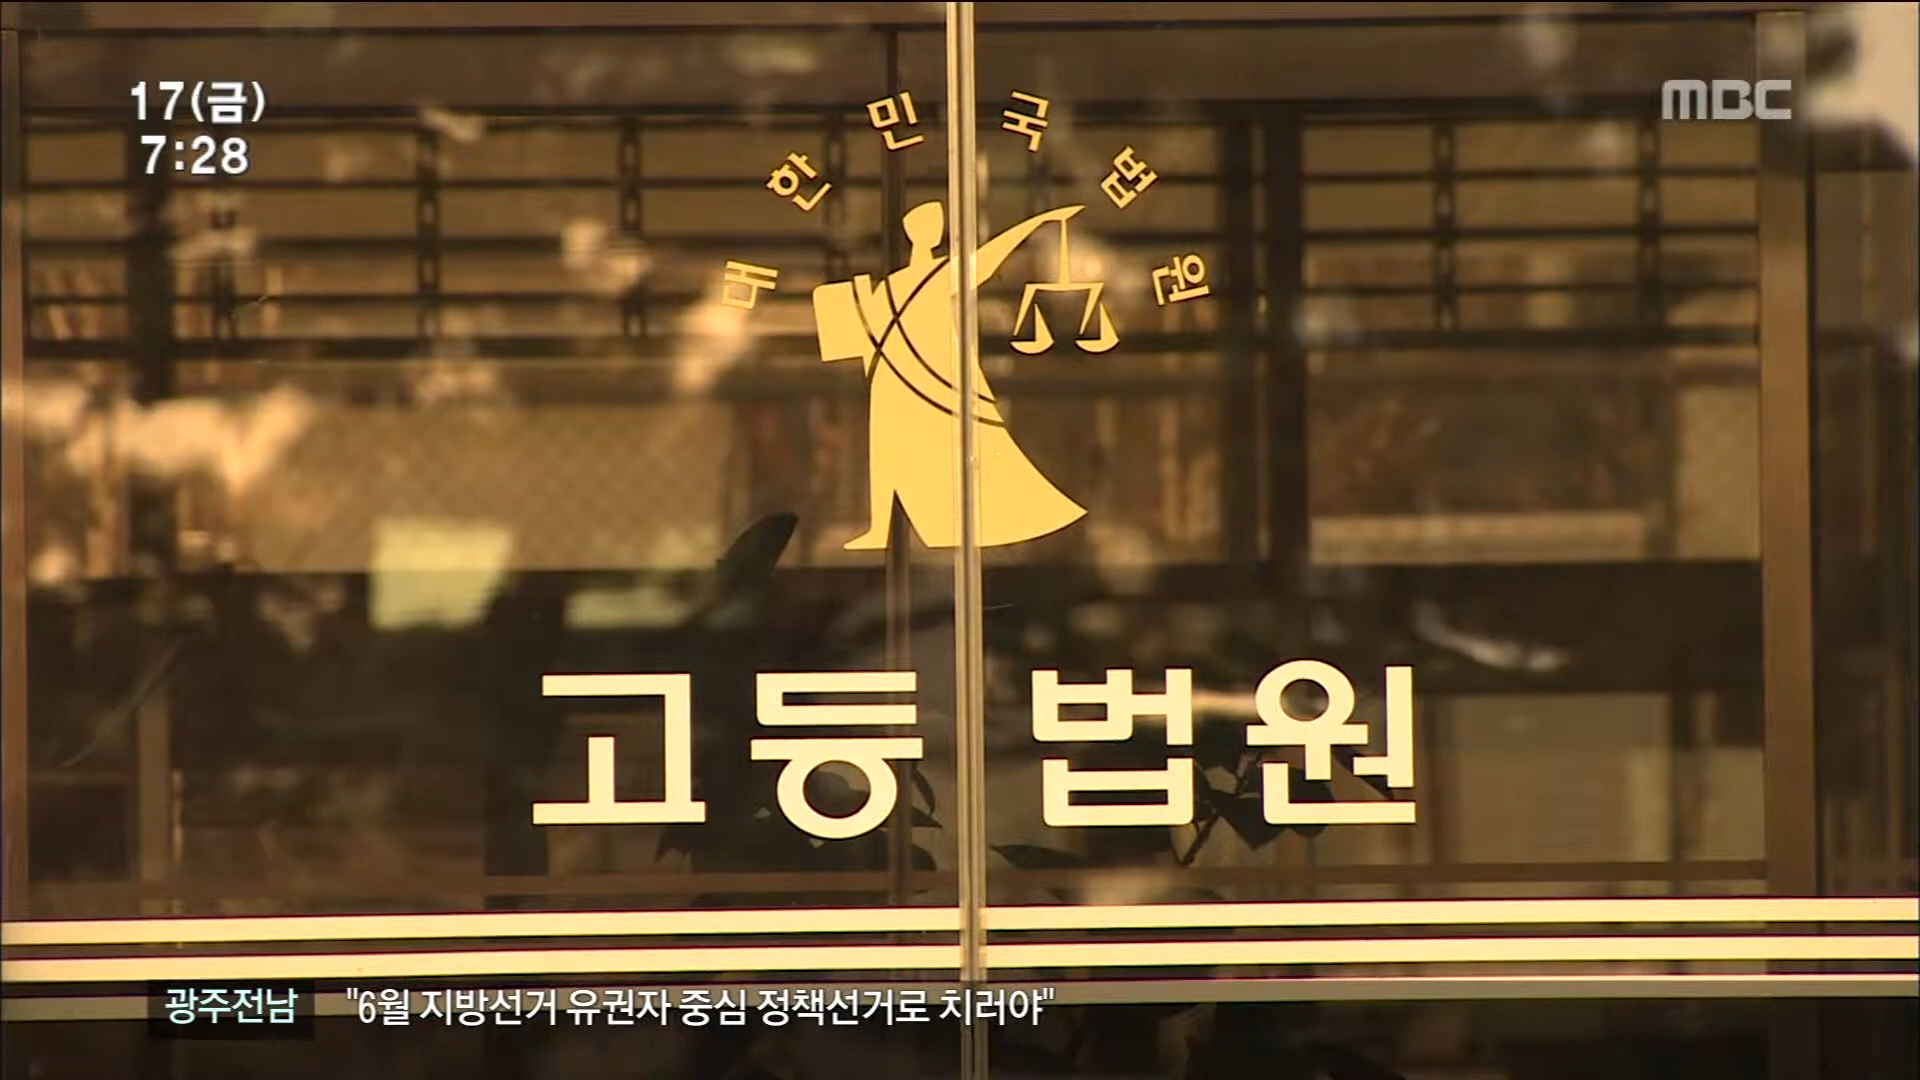 17(금)
7:28
MBC
대한민국법원
고등법원
광주전남 "6월 지방선거 유권자 중심 정책선거로 치러야"